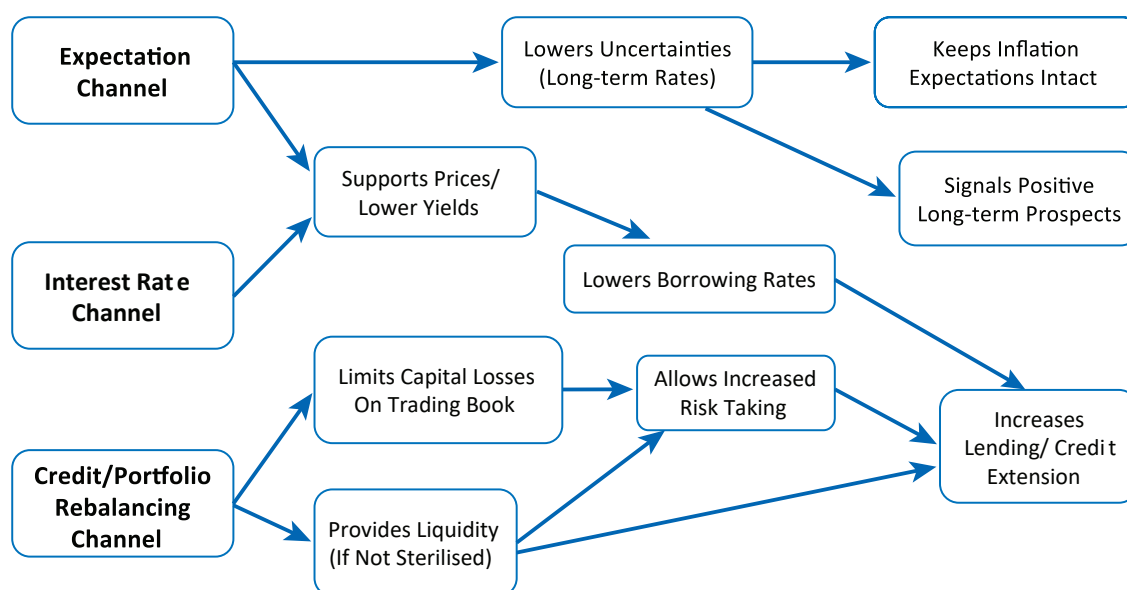 Expectation
Channel
Lowers Uncertainties
(Long-term Rates)
Keeps Inflation
Expectations Intact
Supports Prices/
Lower Yields
Signals Positive
Long-term Prospects
Interest Rate
Channel
Lowers Borrowing Rates
Limits Capital Losses
On Trading Book
Allows Increased
Risk Taking
Increases
Lending/ Credit
Extension
Credit/Portfolio
Rebalancing
Channel
Provides Liquidity
(If Not Sterilised)